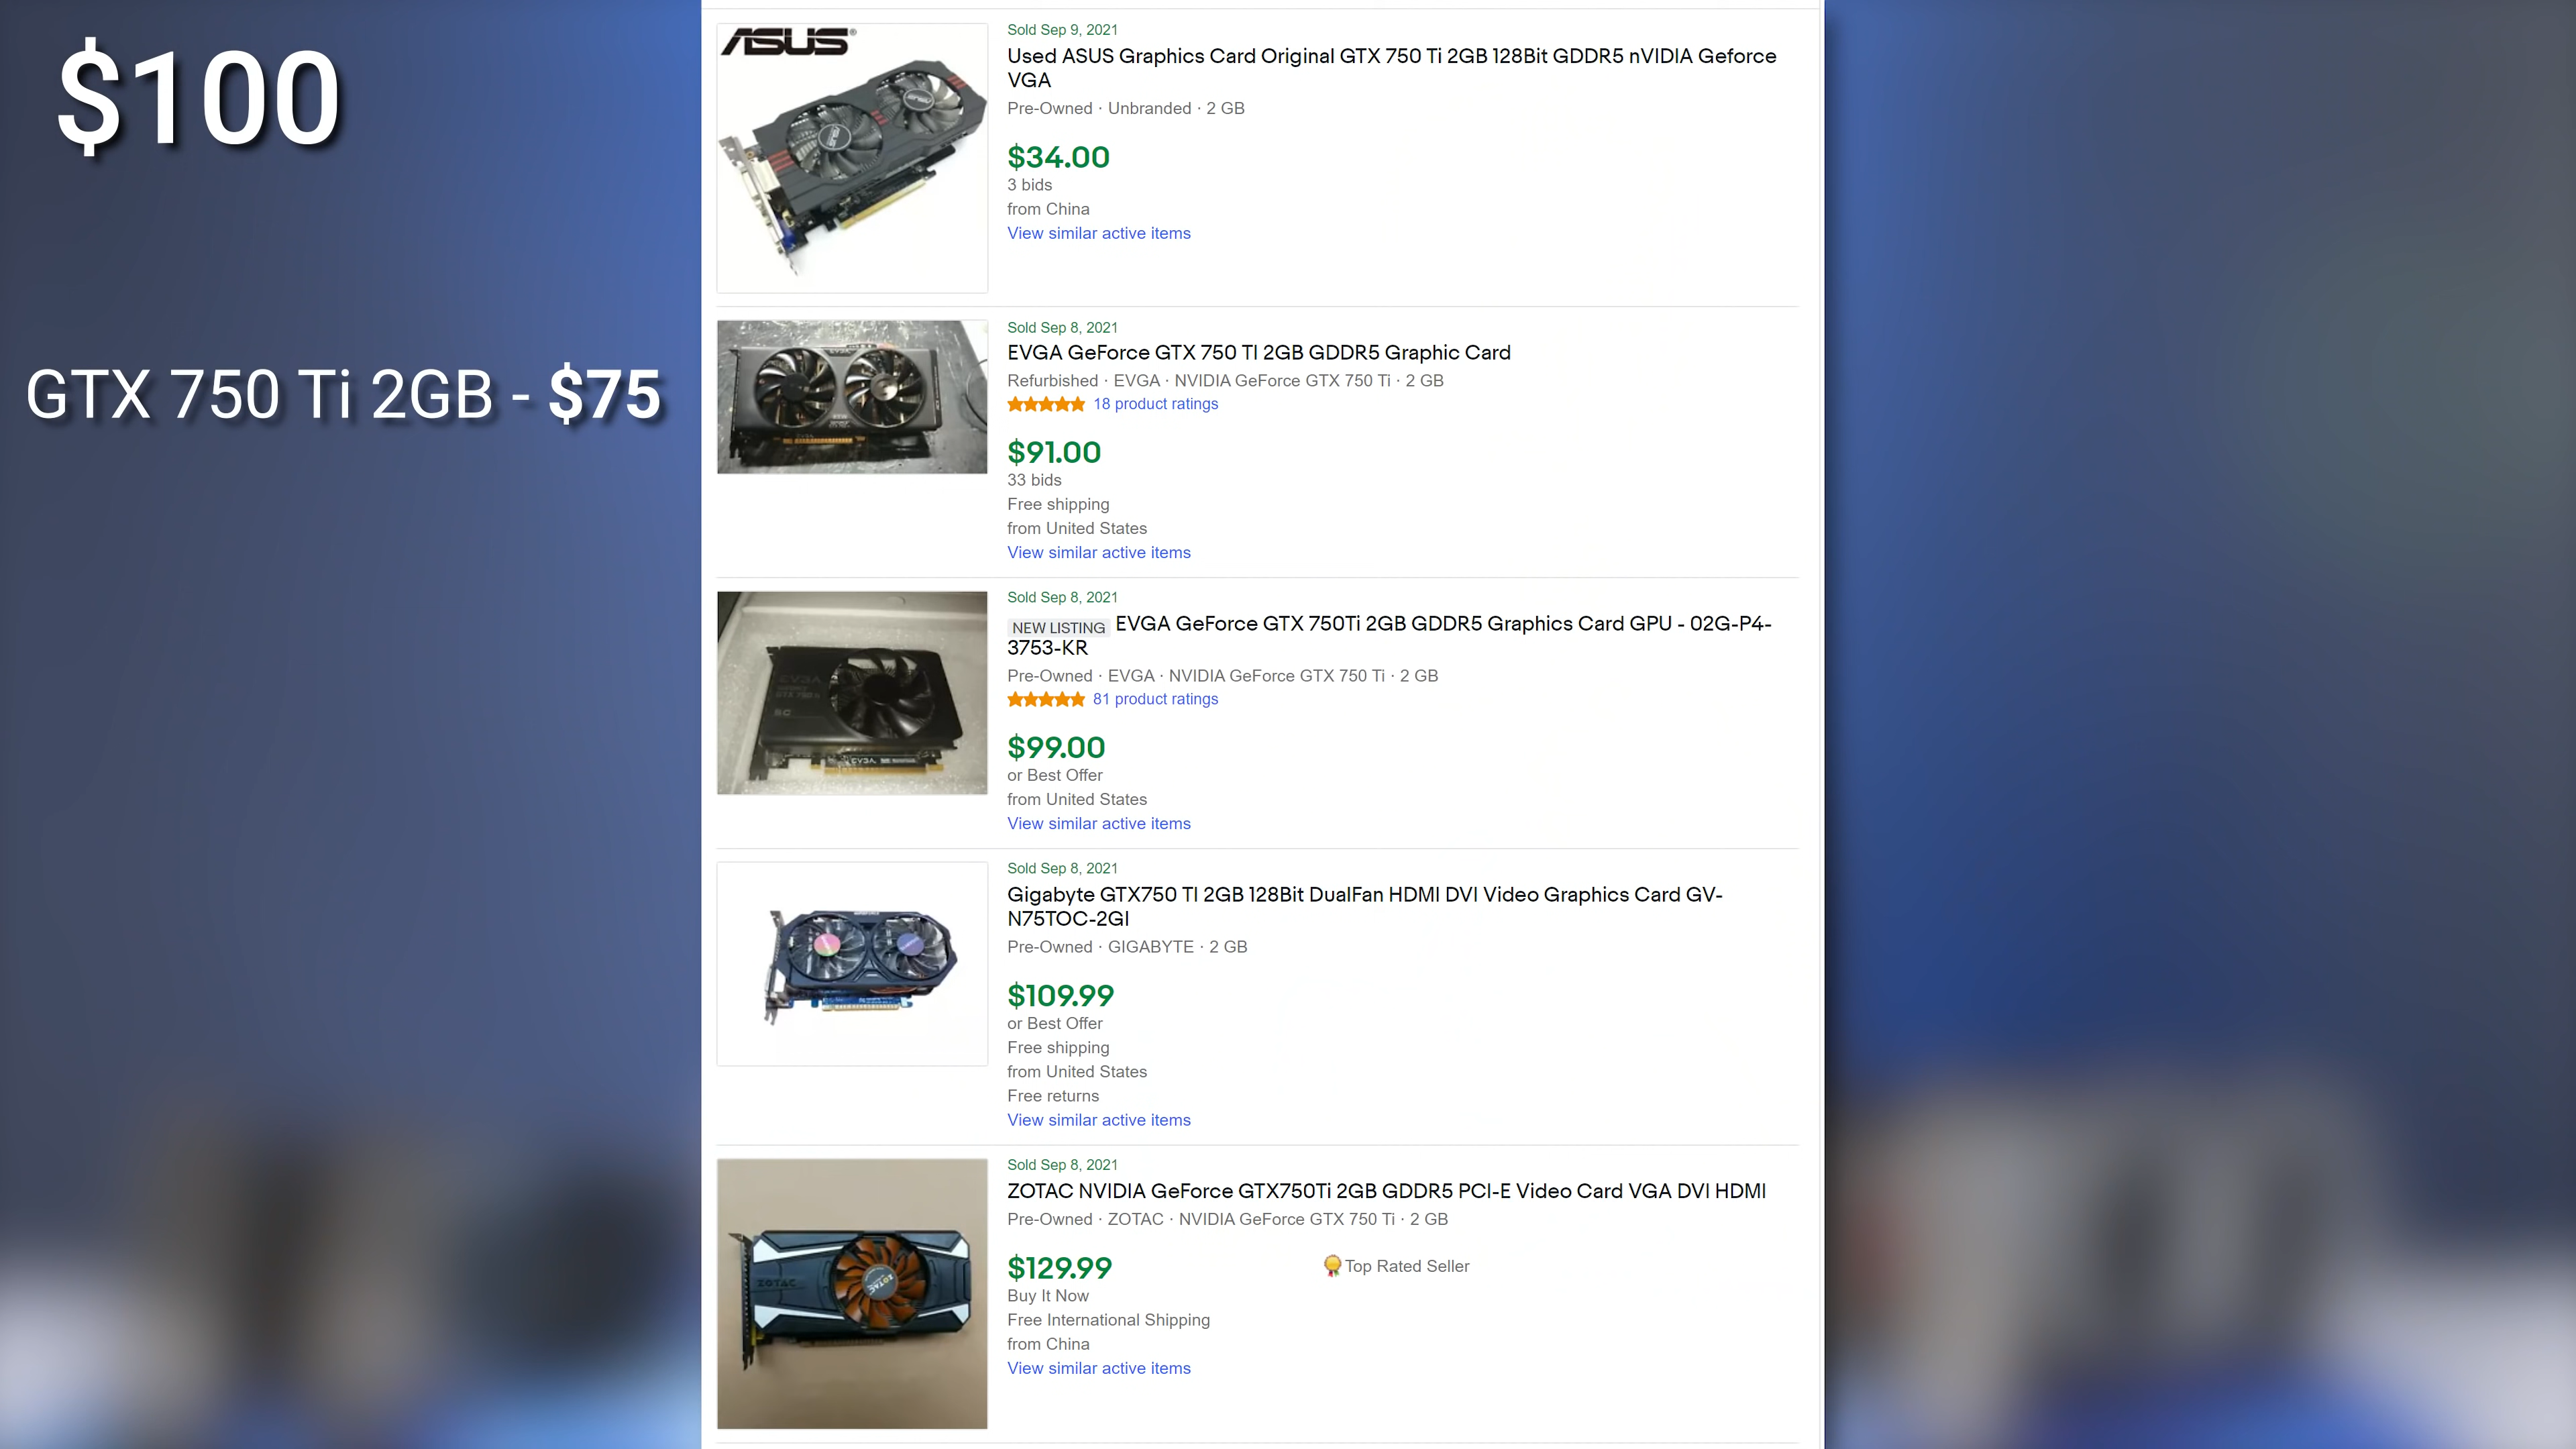 $100
GTX 750 Ti 2GB - $75
ASUS®
Sold Sep 9, 2021
Used ASUS Graphics Card Original GTX 750 Ti 2GB 128Bit GDDR5 nVIDIA Geforce
VGA
Pre-Owned · Unbranded · 2 GB
$34.00
3 bids
from China
View similar active items
Sold Sep 8, 2021
EVGA GeForce GTX 750 TI 2GB GDDR5 Graphic Card
Refurbished · EVGA · NVIDIA GeForce GTX 750 Ti · 2 GB
18 product ratings
$91.00
33 bids
Free shipping
from United States
View similar active items
Sold Sep 8, 2021
NEW LISTING EVGA GeForce GTX 750Ti 2GB GDDR5 Graphics Card GPU - 02G-P4-
3753-KR
Pre-Owned · EVGA · NVIDIA GeForce GTX 750 Ti · 2 GB
81 product ratings
$99.00
or Best Offer
from United States
View similar active items
Sold Sep 8, 2021
Gigabyte GTX750 TI 2GB 128Bit DualFan HDMI DVI Video Graphics Card GV-
N75TOC-2GI
Pre-Owned · GIGABYTE · 2 GB
$109.99
or Best Offer
Free shipping
from United States
Free returns
View similar active items
Sold Sep 8, 2021
ZOTAC NVIDIA GeForce GTX750Ti 2GB GDDR5 PCI-E Video Card VGA DVI HDMI
Pre-Owned · ZOTAC · NVIDIA GeForce GTX 750 Ti · 2 GB
$129.99
Top Rated Seller
Buy It Now
Free International Shipping
from China
View similar active items